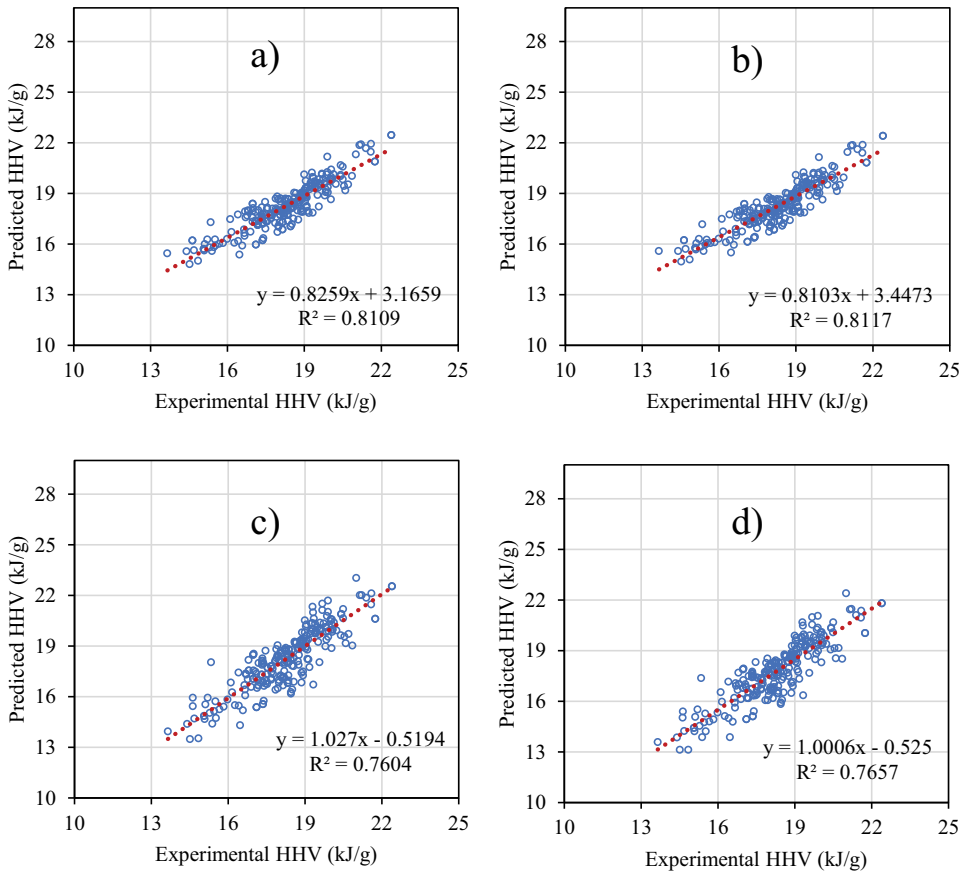 28
25
22
19
16
13
10
Predicted HHV (kJ/g)
a)
y = 0.8259x + 3.1659
R² = 0.8109
10 13 16 19 22 25
Experimental HHV (kJ/g)
28
25
22
19
16
13
10
Predicted HHV (kJ/g)
b)
y = 0.8103x + 3.4473
R² = 0.8117
10 13 16 19 22 25
Experimental HHV (kJ/g)
28
25
22
19
16
13
10
Predicted HHV (kJ/g)
c)
y = 1.027x - 0.5194
R² = 0.7604
10 13 16 19 22 25
Experimental HHV (kJ/g)
28
25
22
19
16
13
10
Predicted HHV (kJ/g)
d)
y = 1.0006x - 0.525
R² = 0.7657
10 13 16 19 22 25
Experimental HHV (kJ/g)